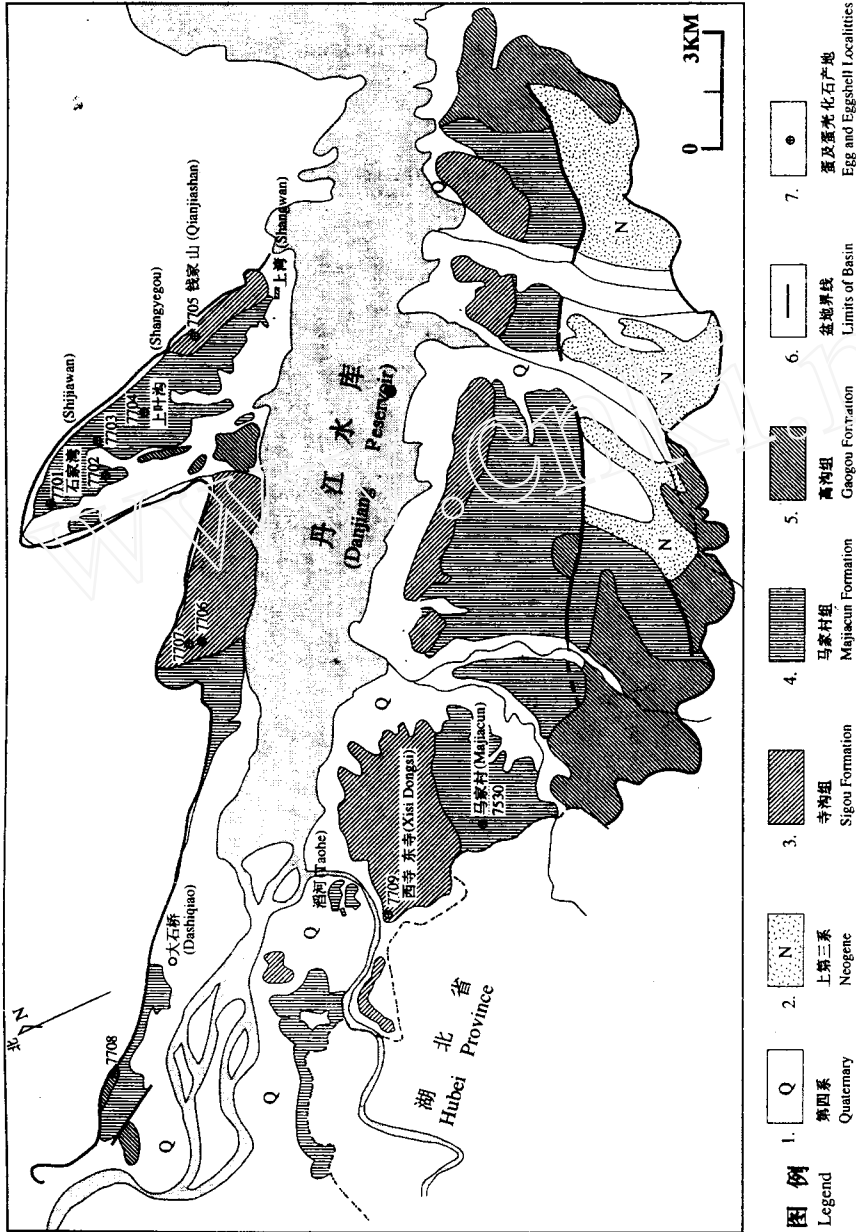 北 N
3KM
0
7708
大石桥
(Dashiqiao)
7707
7706
7701
石家湾
(Shijiawan)
7702
7703
7704
上叶沟
(Shangyegou)
7705 钱家山 (Qianjiashan)
上湾 (Shangwan)
丹江水库
(Danjiang Reservoir)
Q
Q
Q
滔河 (Taohe)
7709
西寺 东寺 (Xisi Dongsi)
马家村 (Majiacun)
7530
Q
Q
Q
N
N
N
湖北省
Hubei Province
图例
Legend
1. Q
第四系
Quaternary
2. N
上第三系
Neogene
3.
寺沟组
Sigou Formation
4.
马家村组
Majiacun Formation
5.
高沟组
Gaogou Formation
6.
盆地界线
Limits of Basin
7.
蛋及蛋壳化石产地
Egg and Eggshell Localitties